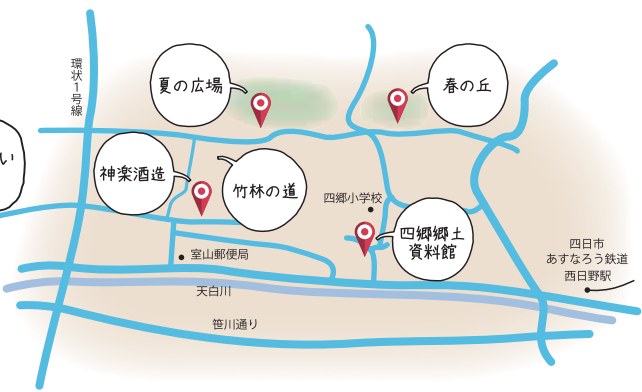 環状1号線
夏の広場
春の丘
い
神楽酒造
竹林の道
四郷小学校
四郷郷土
資料館
室山郵便局
四日市
あすなろう鉄道
西日野駅
天白川
笹川通り